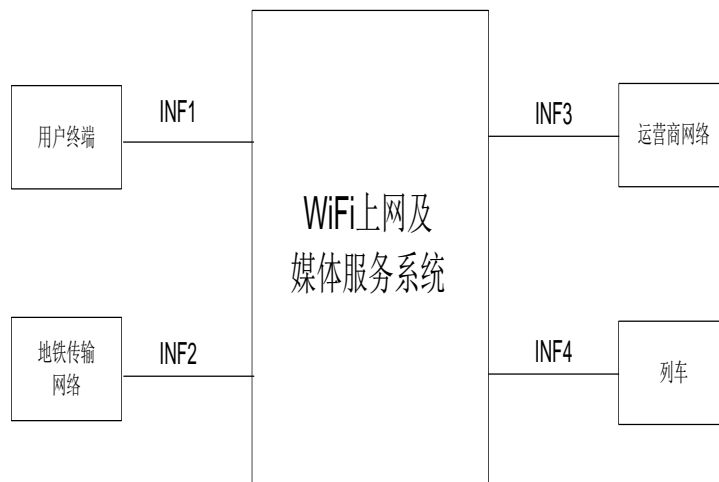 INF1
INF3
用户终端
运营商网络
WiFi上网及
媒体服务系统
地铁传输
网络
INF2
INF4
列车